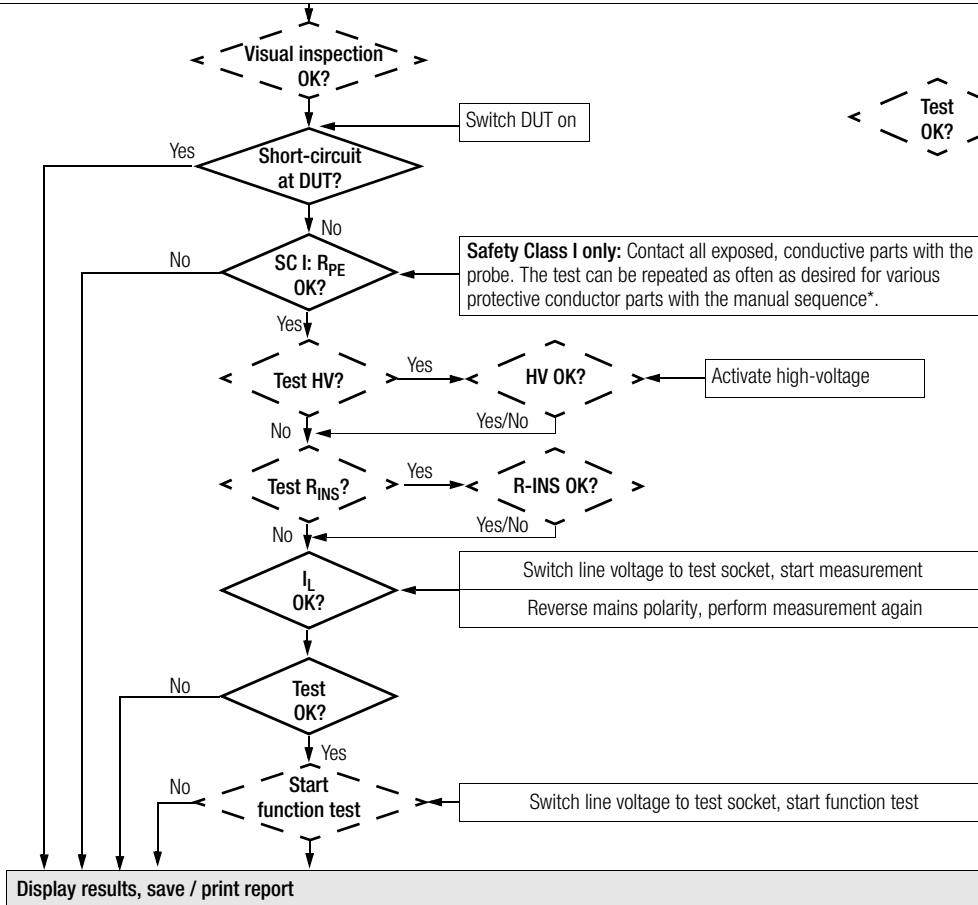 Visual inspection
OK?
Switch DUT on
Test
OK?
Yes
Short-circuit
at DUT?
No
No
SC I: RPE
OK?
Safety Class I only: Contact all exposed, conductive parts with the
probe. The test can be repeated as often as desired for various
protective conductor parts with the manual sequence*.
Yes
Test HV?
Yes
HV OK?
Activate high-voltage
No
Yes/No
Test RINS?
Yes
R-INS OK?
No
Yes/No
IL
OK?
Switch line voltage to test socket, start measurement
Reverse mains polarity, perform measurement again
No
Test
OK?
Yes
No
Start
function test
Switch line voltage to test socket, start function test
Display results, save / print report